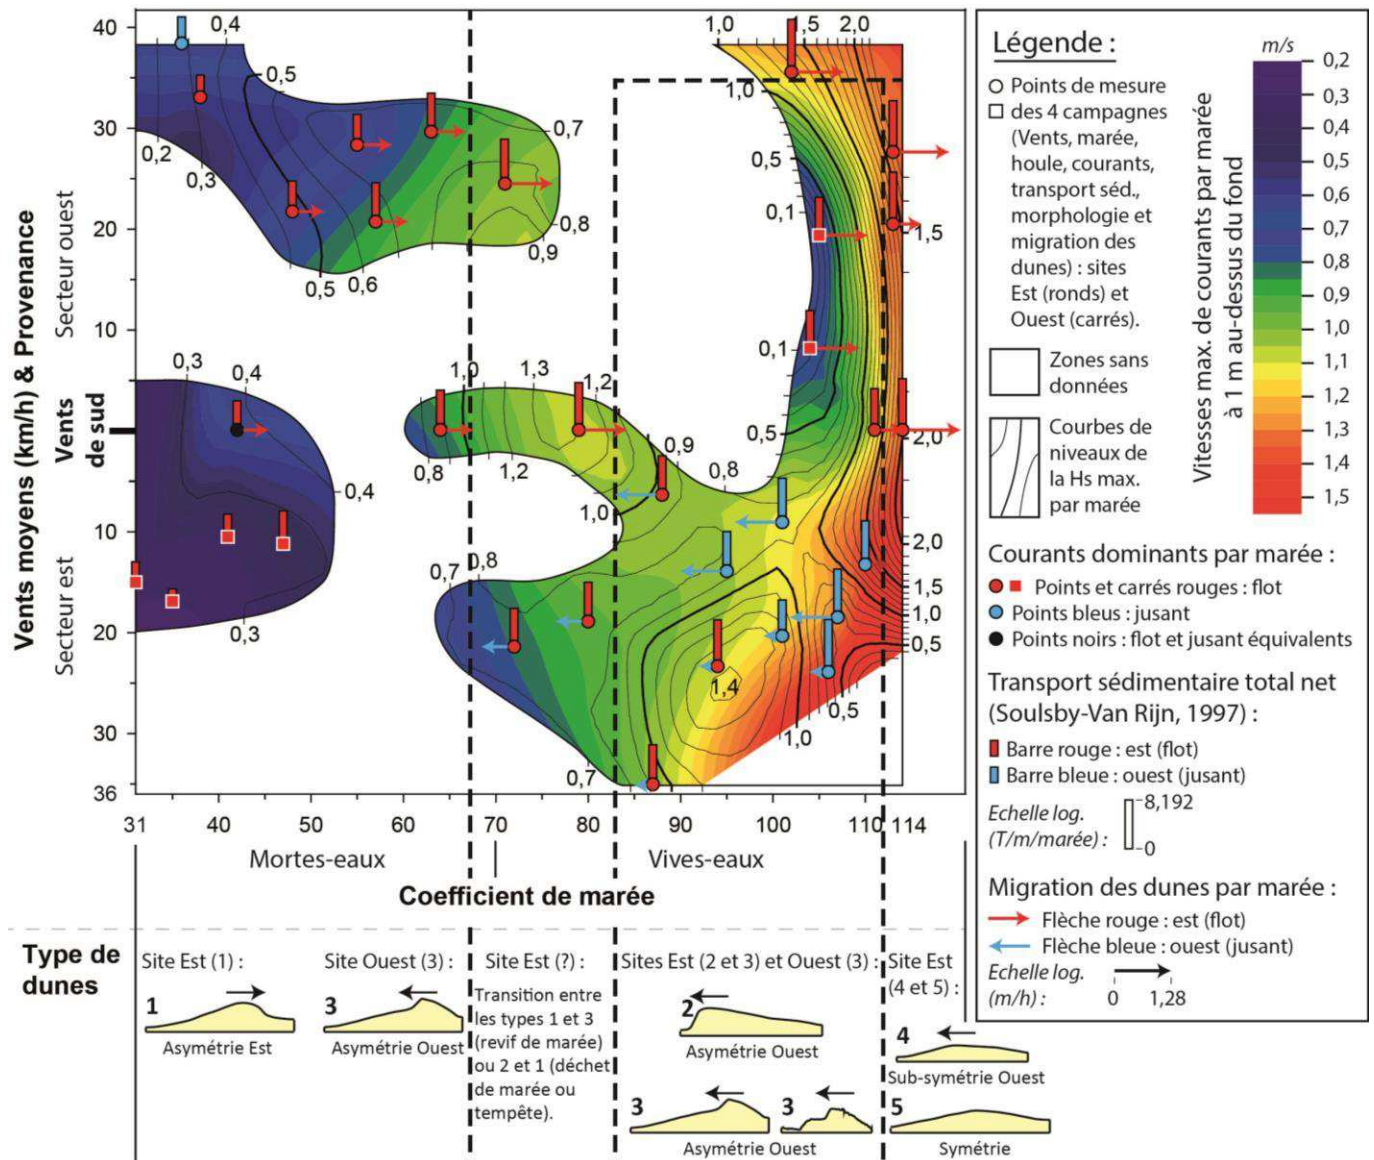 Vents moyens (km/h) & Provenance
Secteur ouest
Vents
de sud
Secteur est
40
30
20
10
10
20
30
36
31
40
50
60
70
80
90
100
110
114
Mortes-eaux
Vives-eaux
Coefficient de marée
0,4
0,5
0,2
0,3
0,5
0,6
0,7
0,8
0,9
1,0
1,5
2,0
1,0
0,5
0,1
1,5
0,1
0,5
2,0
0,3
0,4
0,4
0,3
1,0
1,3
1,2
0,8
1,2
0,9
0,8
1,0
0,7
0,8
2,0
1,5
1,0
0,5
1,4
0,5
1,0
0,7
Légende :
Points de mesure
des 4 campagnes
(Vents, marée,
houle, courants,
transport séd.,
morphologie et
migration des
dunes) : sites
Est (ronds) et
Ouest (carrés).
Zones sans
données
Courbes de
niveaux de
la Hs max.
par marée
Vitesses max. de courants par marée
à 1 m au-dessus du fond
m/s
0,2
0,3
0,4
0,5
0,6
0,7
0,8
0,9
1,0
1,1
1,2
1,3
1,4
1,5
Courants dominants par marée :
Points et carrés rouges : flot
Points bleus : jusant
Points noirs : flot et jusant équivalents
Transport sédimentaire total net
(Soulsby-Van Rijn, 1997) :
Barre rouge : est (flot)
Barre bleue : ouest (jusant)
Echelle log.
(T/m/marée) :
8,192
0
Migration des dunes par marée :
Flèche rouge : est (flot)
Flèche bleue : ouest (jusant)
Echelle log.
(m/h) :
0 1,28
Type de
dunes
Site Est (1) :
1
Asymétrie Est
Site Ouest (3) :
3
Asymétrie Ouest
Site Est (?) :
Transition entre
les types 1 et 3
(revif de marée)
ou 2 et 1 (déchet
de marée ou
tempête).
Sites Est (2 et 3) et Ouest (3) :
2
Asymétrie Ouest
3
3
Asymétrie Ouest
Site Est
(4 et 5) :
4
Sub-symétrie Ouest
5
Symétrie